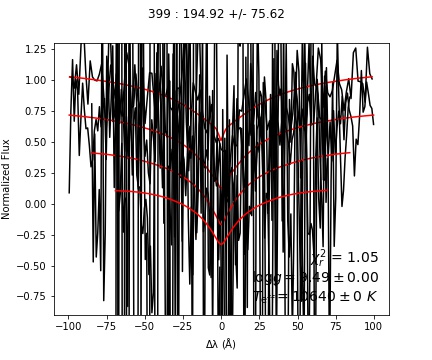 399 : 194.92 +/- 75.62
Normalized Flux
1.25
1.00
0.75
0.50
0.25
0.00
−0.25
−0.50
−0.75
χ²ᵣ = 1.05
logg = 9.49 ± 0.00
T_eff = 10640 ± 0 K
−100 −75 −50 −25 0 25 50 75 100
Δλ (Å)